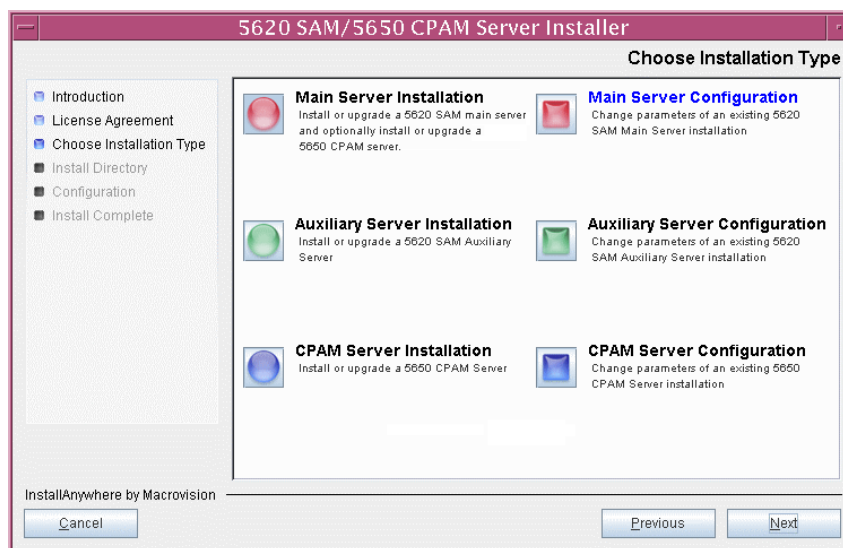 5620 SAM/5650 CPAM Server Installer
Choose Installation Type
Introduction
License Agreement
Choose Installation Type
Install Directory
Configuration
Install Complete
Main Server Installation
Install or upgrade a 5620 SAM main server
and optionally install or upgrade a
5650 CPAM server.
Main Server Configuration
Change parameters of an existing 5620
SAM Main Server installation
Auxiliary Server Installation
Install or upgrade a 5620 SAM Auxiliary
Server
Auxiliary Server Configuration
Change parameters of an existing 5620
SAM Auxiliary Server installation
CPAM Server Installation
Install or upgrade a 5650 CPAM Server
CPAM Server Configuration
Change parameters of an existing 5650
CPAM Server installation
InstallAnywhere by Macrovision
Cancel
Previous
Next